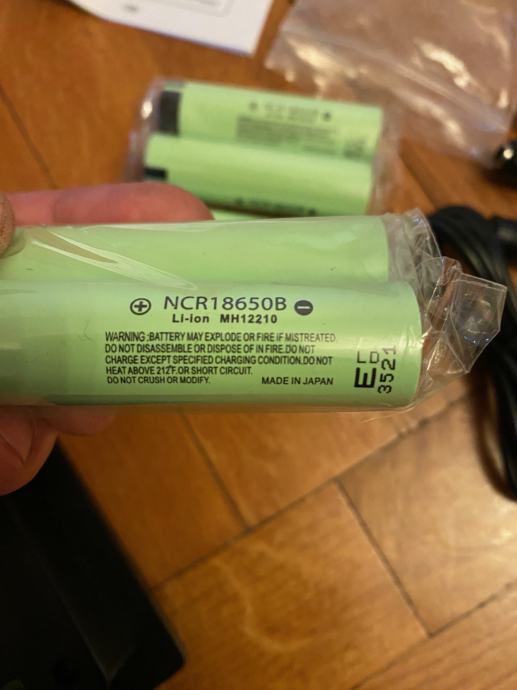 ⊕ NCR18650B ⊖
Li-ion MH12210
WARNING:BATTERY MAY EXPLODE OR FIRE IF MISTREATED.
DO NOT DISASSEMBLE OR DISPOSE OF IN FIRE.DO NOT
CHARGE EXCEPT SPECIFIED CHARGING CONDITION.DO NOT
HEAT ABOVE 212°F.OR SHORT CIRCUIT.
DO NOT CRUSH OR MODIFY. MADE IN JAPAN
ELD
3521